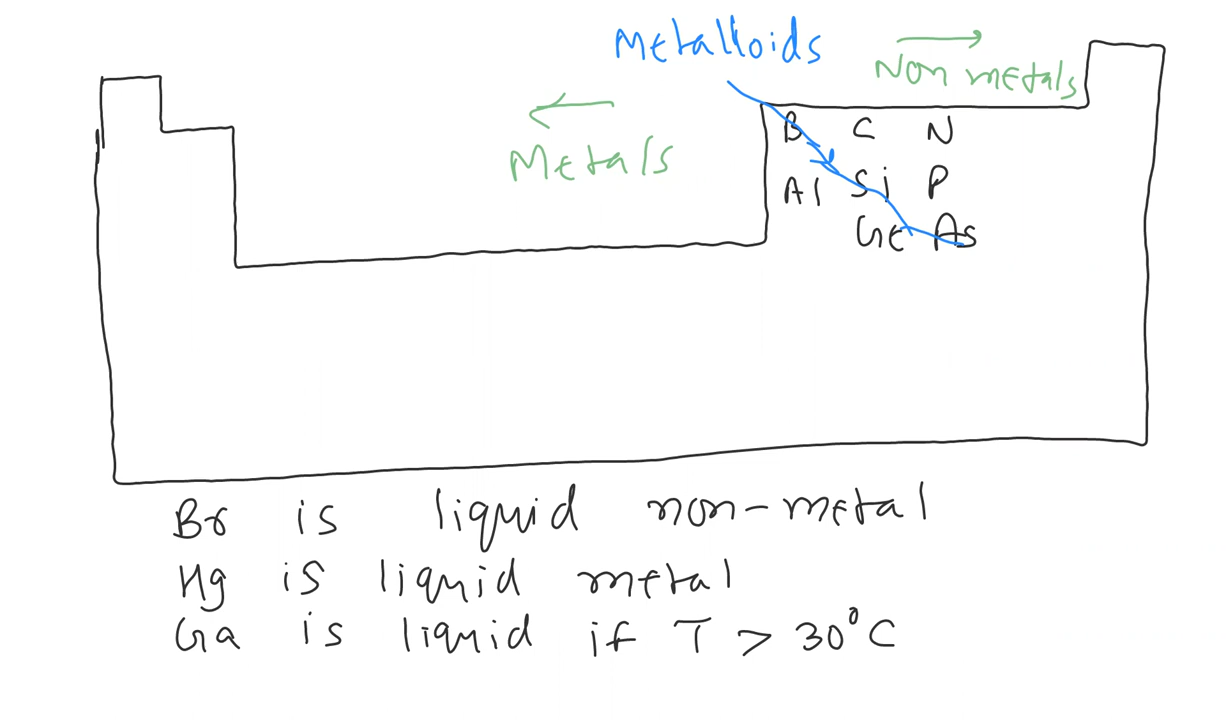 Metalloids
Non metals
Metals
B C N
Al Si P
Ge As
Br is liquid non-metal
Hg is liquid metal
Ga is liquid if T > 30°C